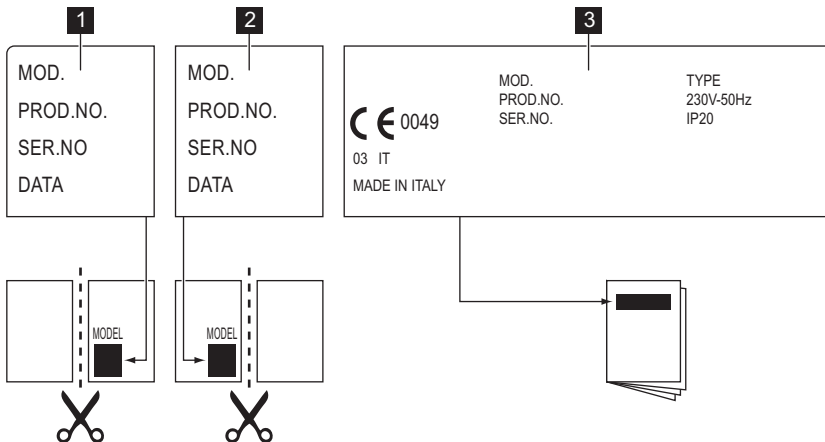 1
MOD.
PROD.NO.
SER.NO
DATA
2
MOD.
PROD.NO.
SER.NO
DATA
3
CE 0049
03 IT
MADE IN ITALY
MOD.
PROD.NO.
SER.NO.
TYPE
230V-50Hz
IP20
MODEL
MODEL